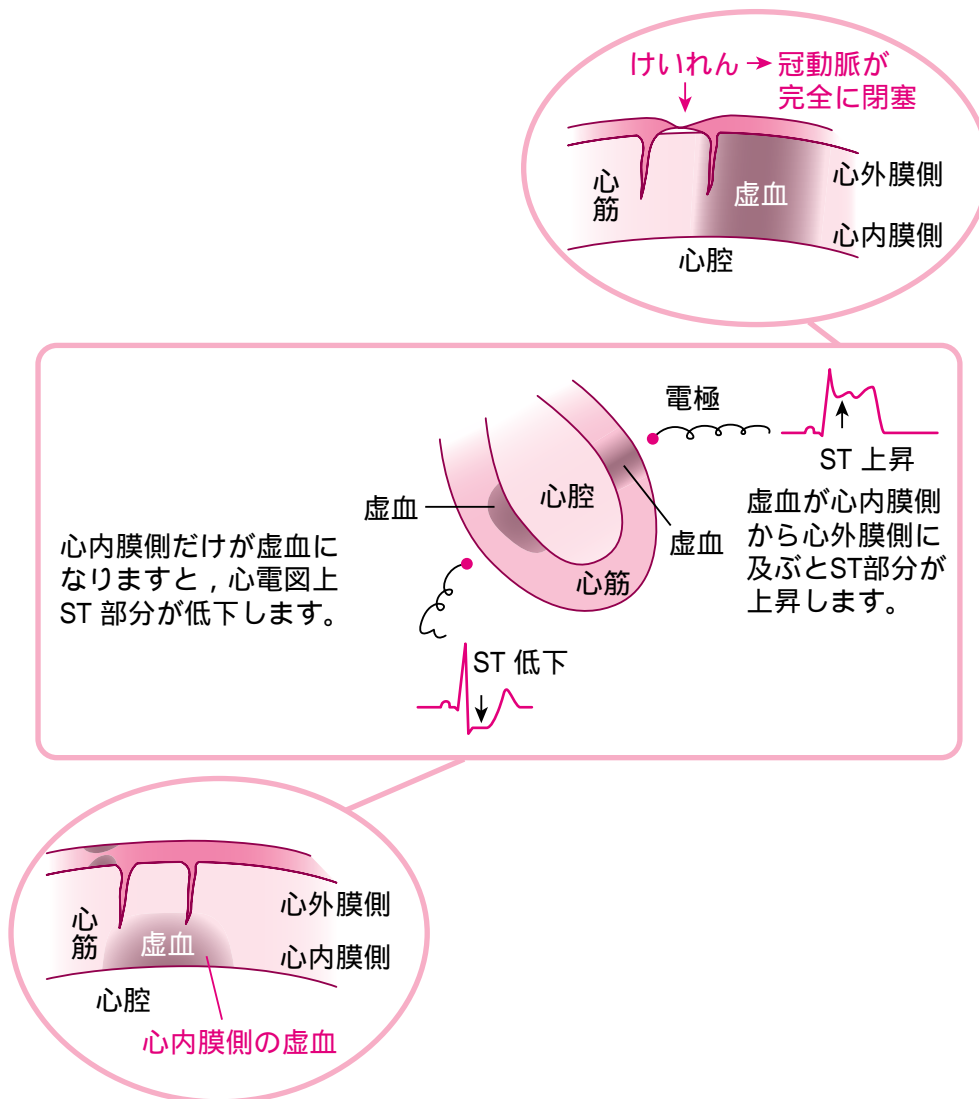 けいれん→冠動脈が
完全に閉塞
心筋
虚血
心外膜側
心内膜側
心腔
電極
ST 上昇
虚血が心内膜側
から心外膜側に
及ぶとST部分が
上昇します。
心腔
虚血
虚血
心筋
心内膜側だけが虚血に
なりますと，心電図上
ST 部分が低下します。
ST 低下
心筋
虚血
心外膜側
心内膜側
心腔
心内膜側の虚血